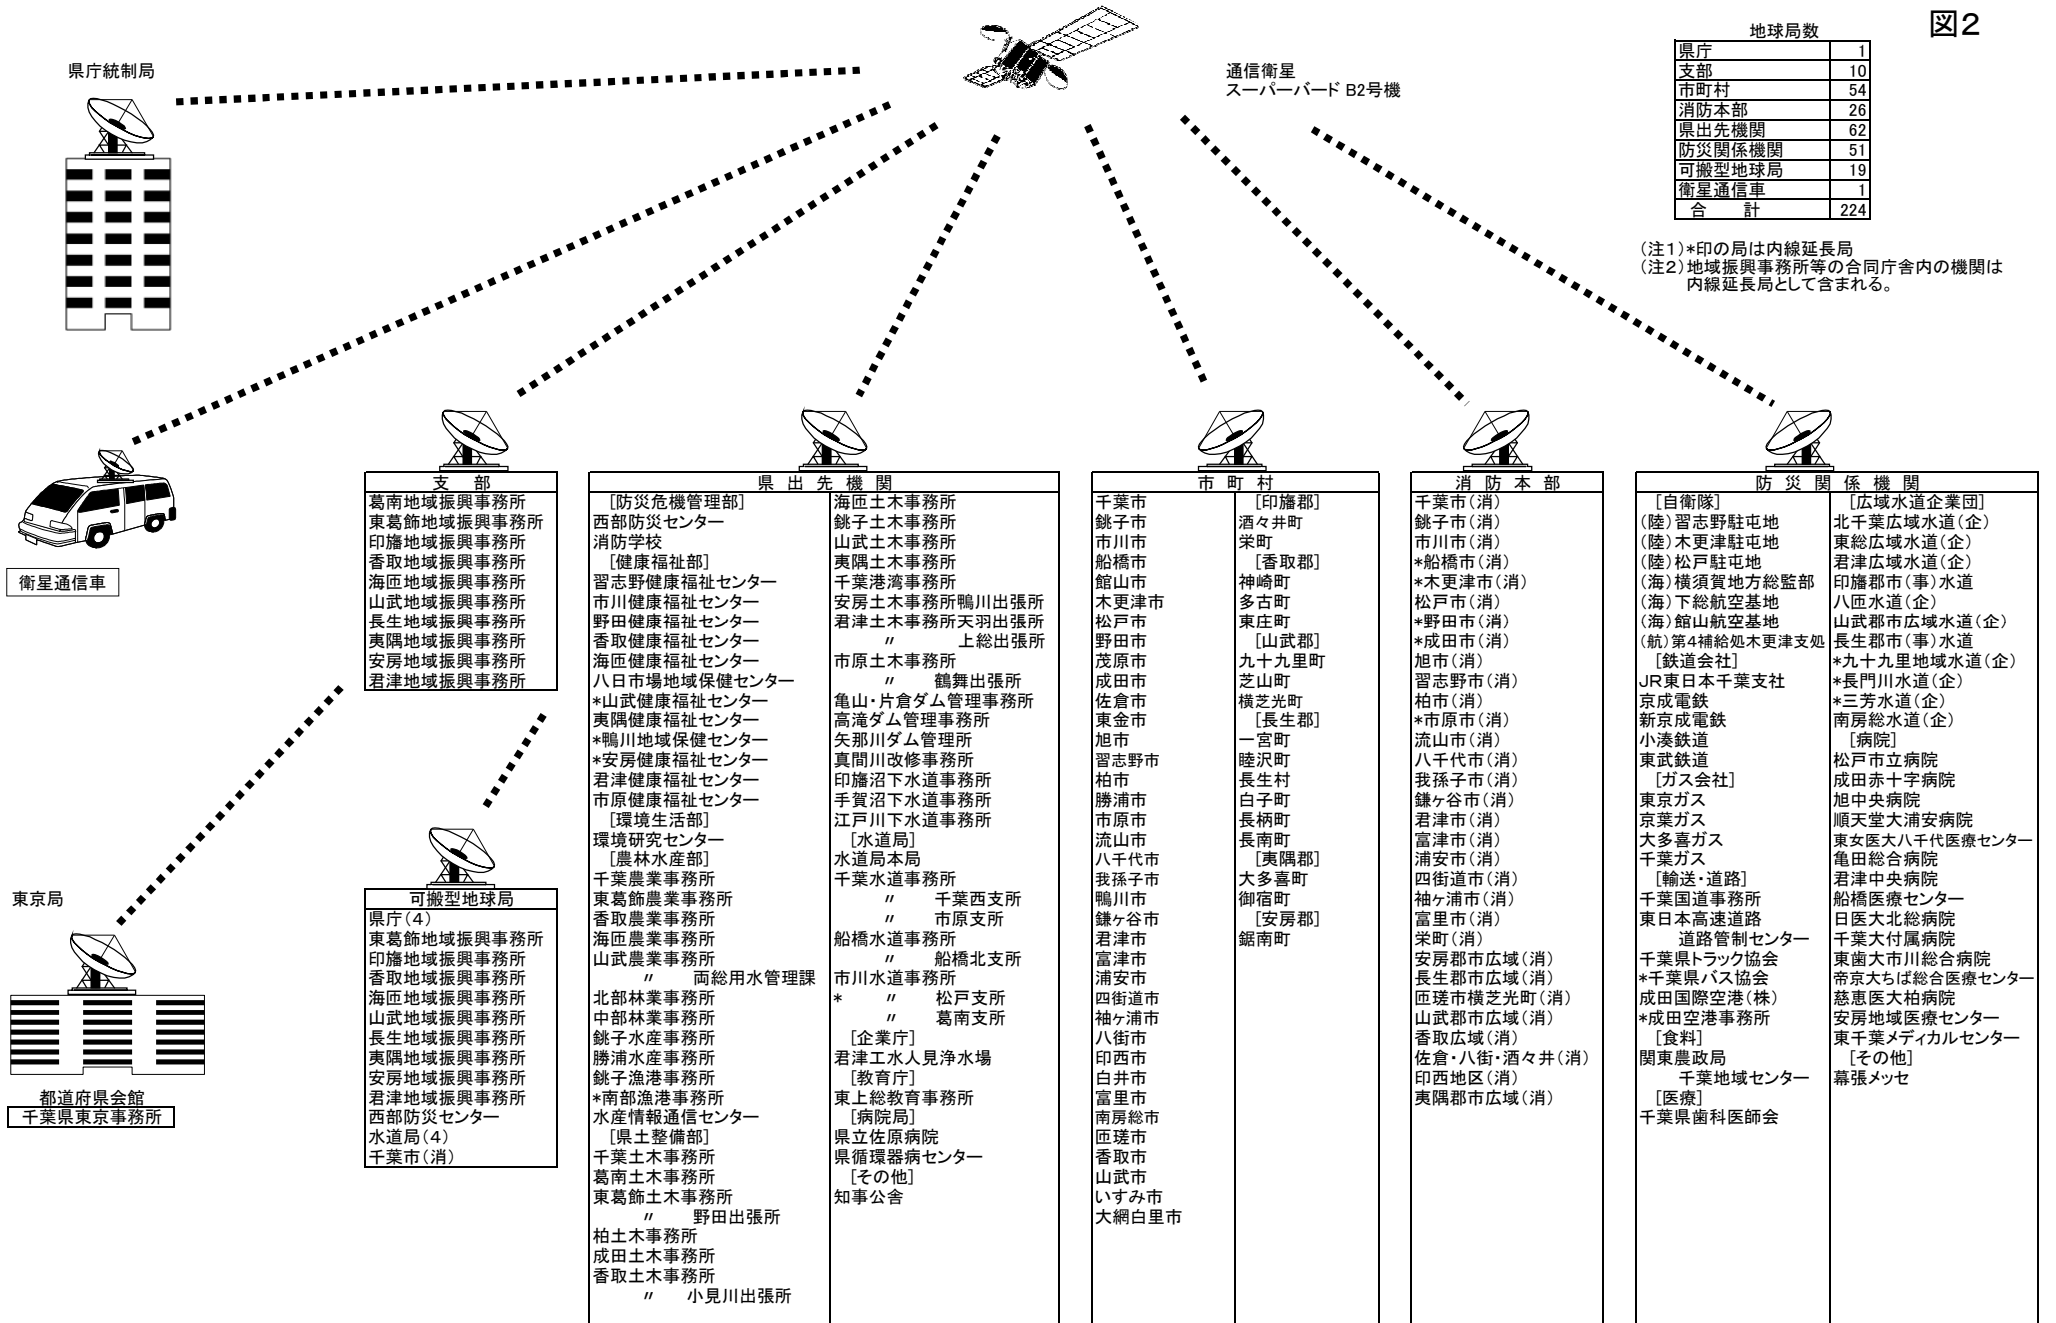 図2
県庁統制局
通信衛星
スーパーバード B2号機
地球局数
県庁 1
支部 10
市町村 54
消防本部 26
県出先機関 62
防災関係機関 51
可搬型地球局 19
衛星通信車 1
合 計 224
(注1)*印の局は内線延長局
(注2)地域振興事務所等の合同庁舎内の機関は
内線延長局として含まれる。
衛星通信車
東京局
都道府県会館
千葉県東京事務所
支 部
葛南地域振興事務所
東葛飾地域振興事務所
印旛地域振興事務所
香取地域振興事務所
海匝地域振興事務所
山武地域振興事務所
長生地域振興事務所
夷隅地域振興事務所
安房地域振興事務所
君津地域振興事務所
可搬型地球局
県庁(4)
東葛飾地域振興事務所
印旛地域振興事務所
香取地域振興事務所
海匝地域振興事務所
山武地域振興事務所
長生地域振興事務所
夷隅地域振興事務所
安房地域振興事務所
君津地域振興事務所
西部防災センター
水道局(4)
千葉市(消)
県 出 先 機 関
[防災危機管理部]
西部防災センター
消防学校
[健康福祉部]
習志野健康福祉センター
市川健康福祉センター
野田健康福祉センター
香取健康福祉センター
海匝健康福祉センター
八日市場地域保健センター
*山武健康福祉センター
夷隅健康福祉センター
*鴨川地域保健センター
*安房健康福祉センター
君津健康福祉センター
市原健康福祉センター
[環境生活部]
環境研究センター
[農林水産部]
千葉農業事務所
東葛飾農業事務所
香取農業事務所
海匝農業事務所
山武農業事務所
〃 両総用水管理課
北部林業事務所
中部林業事務所
銚子水産事務所
勝浦水産事務所
銚子漁港事務所
*南部漁港事務所
水産情報通信センター
[県土整備部]
千葉土木事務所
葛南土木事務所
東葛飾土木事務所
〃 野田出張所
柏土木事務所
成田土木事務所
香取土木事務所
〃 小見川出張所
海匝土木事務所
銚子土木事務所
山武土木事務所
夷隅土木事務所
千葉港湾事務所
安房土木事務所鴨川出張所
君津土木事務所天羽出張所
〃 上総出張所
市原土木事務所
〃 鶴舞出張所
亀山・片倉ダム管理事務所
高滝ダム管理事務所
矢那川ダム管理所
真間川改修事務所
印旛沼下水道事務所
手賀沼下水道事務所
江戸川下水道事務所
[水道局]
水道局本局
千葉水道事務所
〃 千葉西支所
〃 市原支所
船橋水道事務所
〃 船橋北支所
市川水道事務所
* 〃 松戸支所
〃 葛南支所
[企業庁]
君津工水人見浄水場
[教育庁]
東上総教育事務所
[病院局]
県立佐原病院
県循環器病センター
[その他]
知事公舎
市 町 村
千葉市
銚子市
市川市
船橋市
館山市
木更津市
松戸市
野田市
茂原市
成田市
佐倉市
東金市
旭市
習志野市
柏市
勝浦市
市原市
流山市
八千代市
我孫子市
鴨川市
鎌ヶ谷市
君津市
富津市
浦安市
四街道市
袖ヶ浦市
八街市
印西市
白井市
富里市
南房総市
匝瑳市
香取市
山武市
いすみ市
大網白里市
[印旛郡]
酒々井町
栄町
[香取郡]
神崎町
多古町
東庄町
[山武郡]
九十九里町
芝山町
横芝光町
[長生郡]
一宮町
睦沢町
長生村
白子町
長柄町
長南町
[夷隅郡]
大多喜町
御宿町
[安房郡]
鋸南町
消 防 本 部
千葉市(消)
銚子市(消)
市川市(消)
*船橋市(消)
*木更津市(消)
松戸市(消)
*野田市(消)
*成田市(消)
旭市(消)
習志野市(消)
柏市(消)
*市原市(消)
流山市(消)
八千代市(消)
我孫子市(消)
鎌ヶ谷市(消)
君津市(消)
富津市(消)
浦安市(消)
四街道市(消)
袖ヶ浦市(消)
富里市(消)
栄町(消)
安房郡市広域(消)
長生郡市広域(消)
匝瑳市横芝光町(消)
山武郡市広域(消)
香取広域(消)
佐倉・八街・酒々井(消)
印西地区(消)
夷隅郡市広域(消)
防 災 関 係 機 関
[自衛隊]
(陸)習志野駐屯地
(陸)木更津駐屯地
(陸)松戸駐屯地
(海)横須賀地方総監部
(海)下総航空基地
(海)館山航空基地
(航)第4補給処木更津支処
[鉄道会社]
JR東日本千葉支社
京成電鉄
新京成電鉄
小湊鉄道
東武鉄道
[ガス会社]
東京ガス
京葉ガス
大多喜ガス
千葉ガス
[輸送・道路]
千葉国道事務所
東日本高速道路
道路管制センター
千葉県トラック協会
*千葉県バス協会
成田国際空港(株)
*成田空港事務所
[食料]
関東農政局
千葉地域センター
[医療]
千葉県歯科医師会
[広域水道企業団]
北千葉広域水道(企)
東総広域水道(企)
君津広域水道(企)
印旛郡市(事)水道
八匝水道(企)
山武郡市広域水道(企)
長生郡市(事)水道
*九十九里地域水道(企)
*長門川水道(企)
*三芳水道(企)
南房総水道(企)
[病院]
松戸市立病院
成田赤十字病院
旭中央病院
順天堂大浦安病院
東女医大八千代医療センター
亀田総合病院
君津中央病院
船橋医療センター
日医大北総病院
千葉大付属病院
東歯大市川総合病院
帝京大ちば総合医療センター
慈恵医大柏病院
安房地域医療センター
東千葉メディカルセンター
[その他]
幕張メッセ